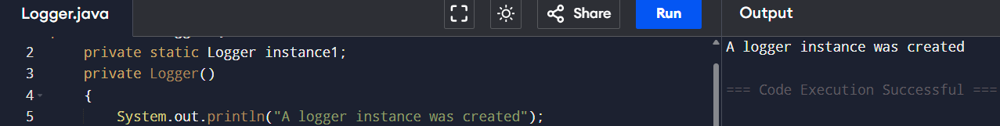 Logger.java
Share
Run
Output
2 private static Logger instance1;
3 private Logger()
4 {
5 System.out.println("A logger instance was created");
A logger instance was created
=== Code Execution Successful ===